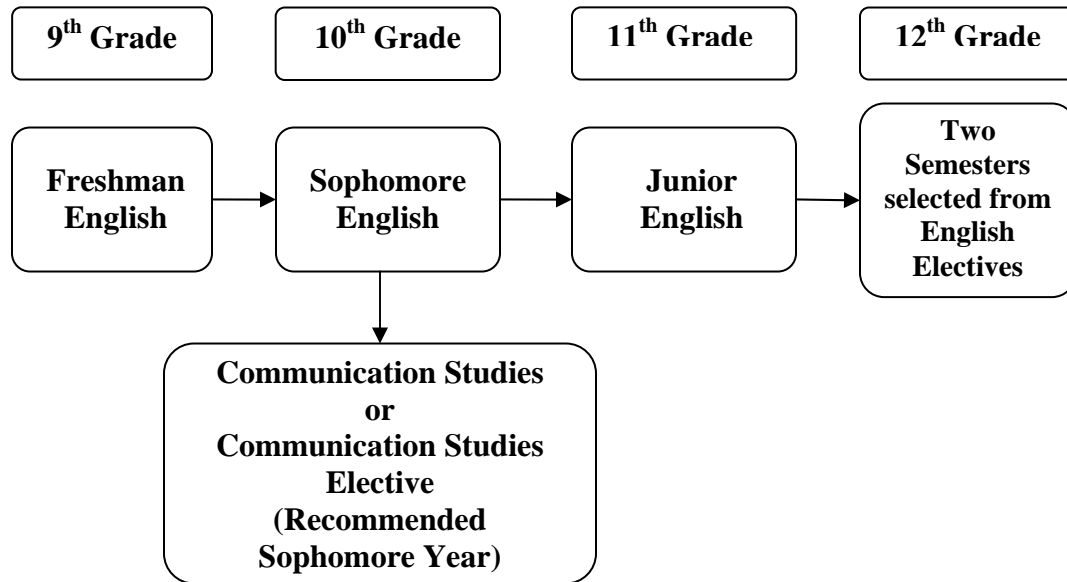 9th Grade
10th Grade
11th Grade
12th Grade
Freshman
English
Sophomore
English
Junior
English
Two
Semesters
selected from
English
Electives
Communication Studies
or
Communication Studies
Elective
(Recommended
Sophomore Year)